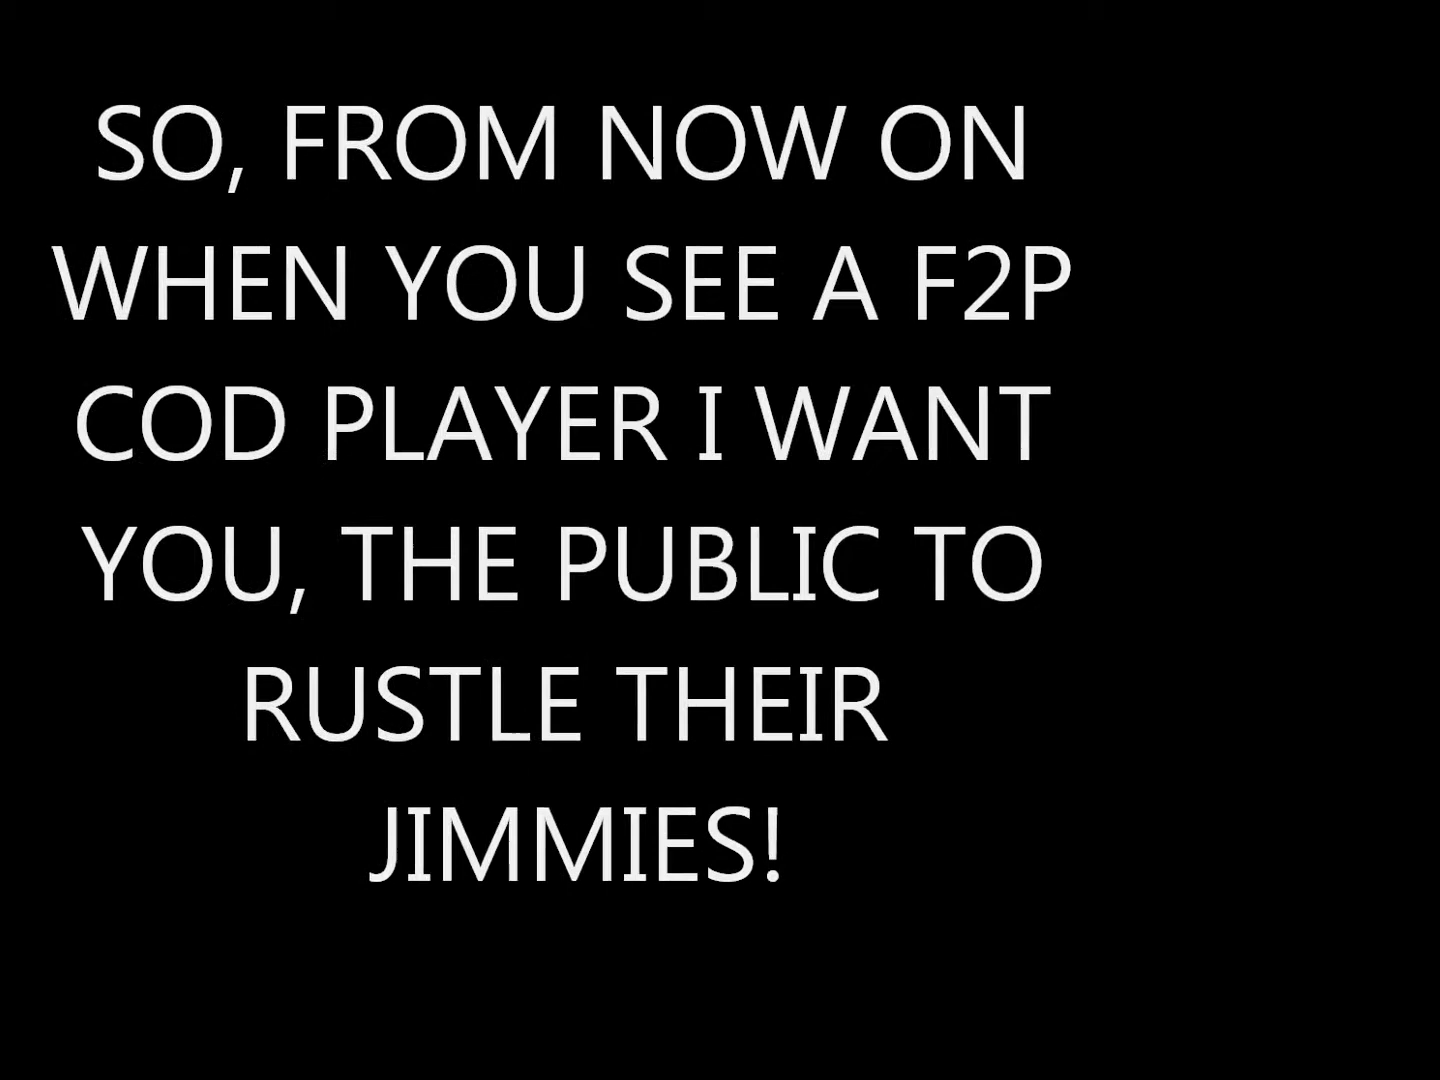 SO, FROM NOW ON
WHEN YOU SEE A F2P
COD PLAYER I WANT
YOU, THE PUBLIC TO
RUSTLE THEIR
JIMMIES!